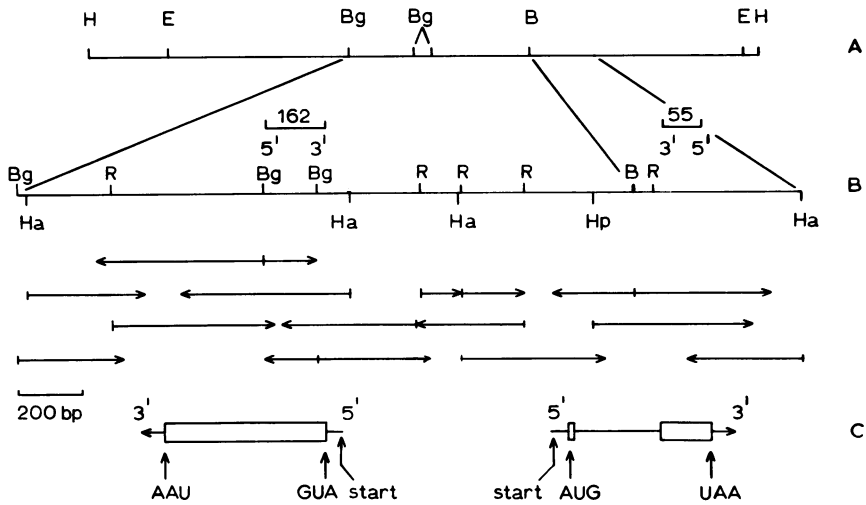 H E Bg Bg B E H A
162 55
5' 3' 3' 5'
Bg R Bg Bg R R R B R B
Ha Ha Ha Hp Ha
200 bp
3' 5' 5' 3' C
AAU GUA start start AUG UAA